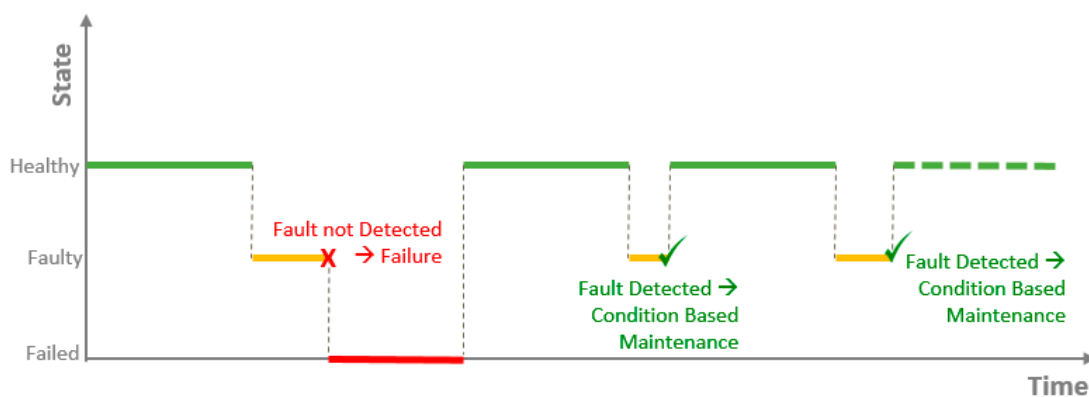 State
Healthy
Fault not Detected
X → Failure
Faulty
Fault Detected →
Condition Based
Maintenance
Fault Detected →
Condition Based
Maintenance
Failed
Time